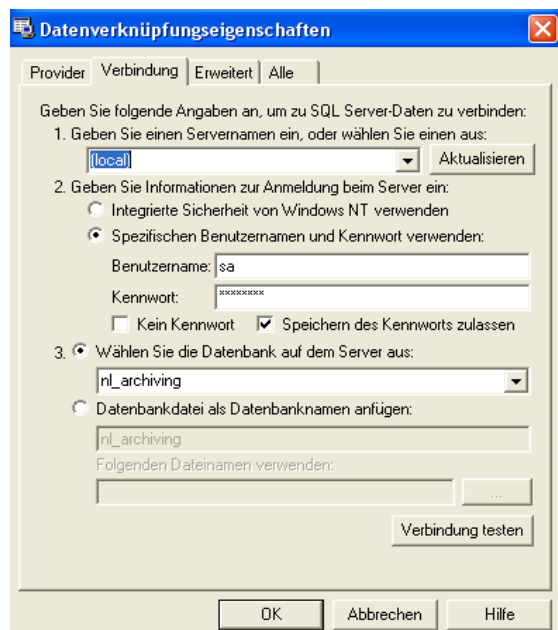 Datenverknüpfungseigenschaften
Provider Verbindung Erweitert Alle
Geben Sie folgende Angaben an, um zu SQL Server-Daten zu verbinden:
1. Geben Sie einen Servernamen ein, oder wählen Sie einen aus:
(local) Aktualisieren
2. Geben Sie Informationen zur Anmeldung beim Server ein:
Integrierte Sicherheit von Windows NT verwenden
Spezifischen Benutzernamen und Kennwort verwenden:
Benutzername: sa
Kennwort: ********
Kein Kennwort Speichern des Kennworts zulassen
3. Wählen Sie die Datenbank auf dem Server aus:
nl_archiving
Datenbankdatei als Datenbanknamen anfügen:
nl_archiving
Folgenden Dateinamen verwenden:
...
Verbindung testen
OK Abbrechen Hilfe